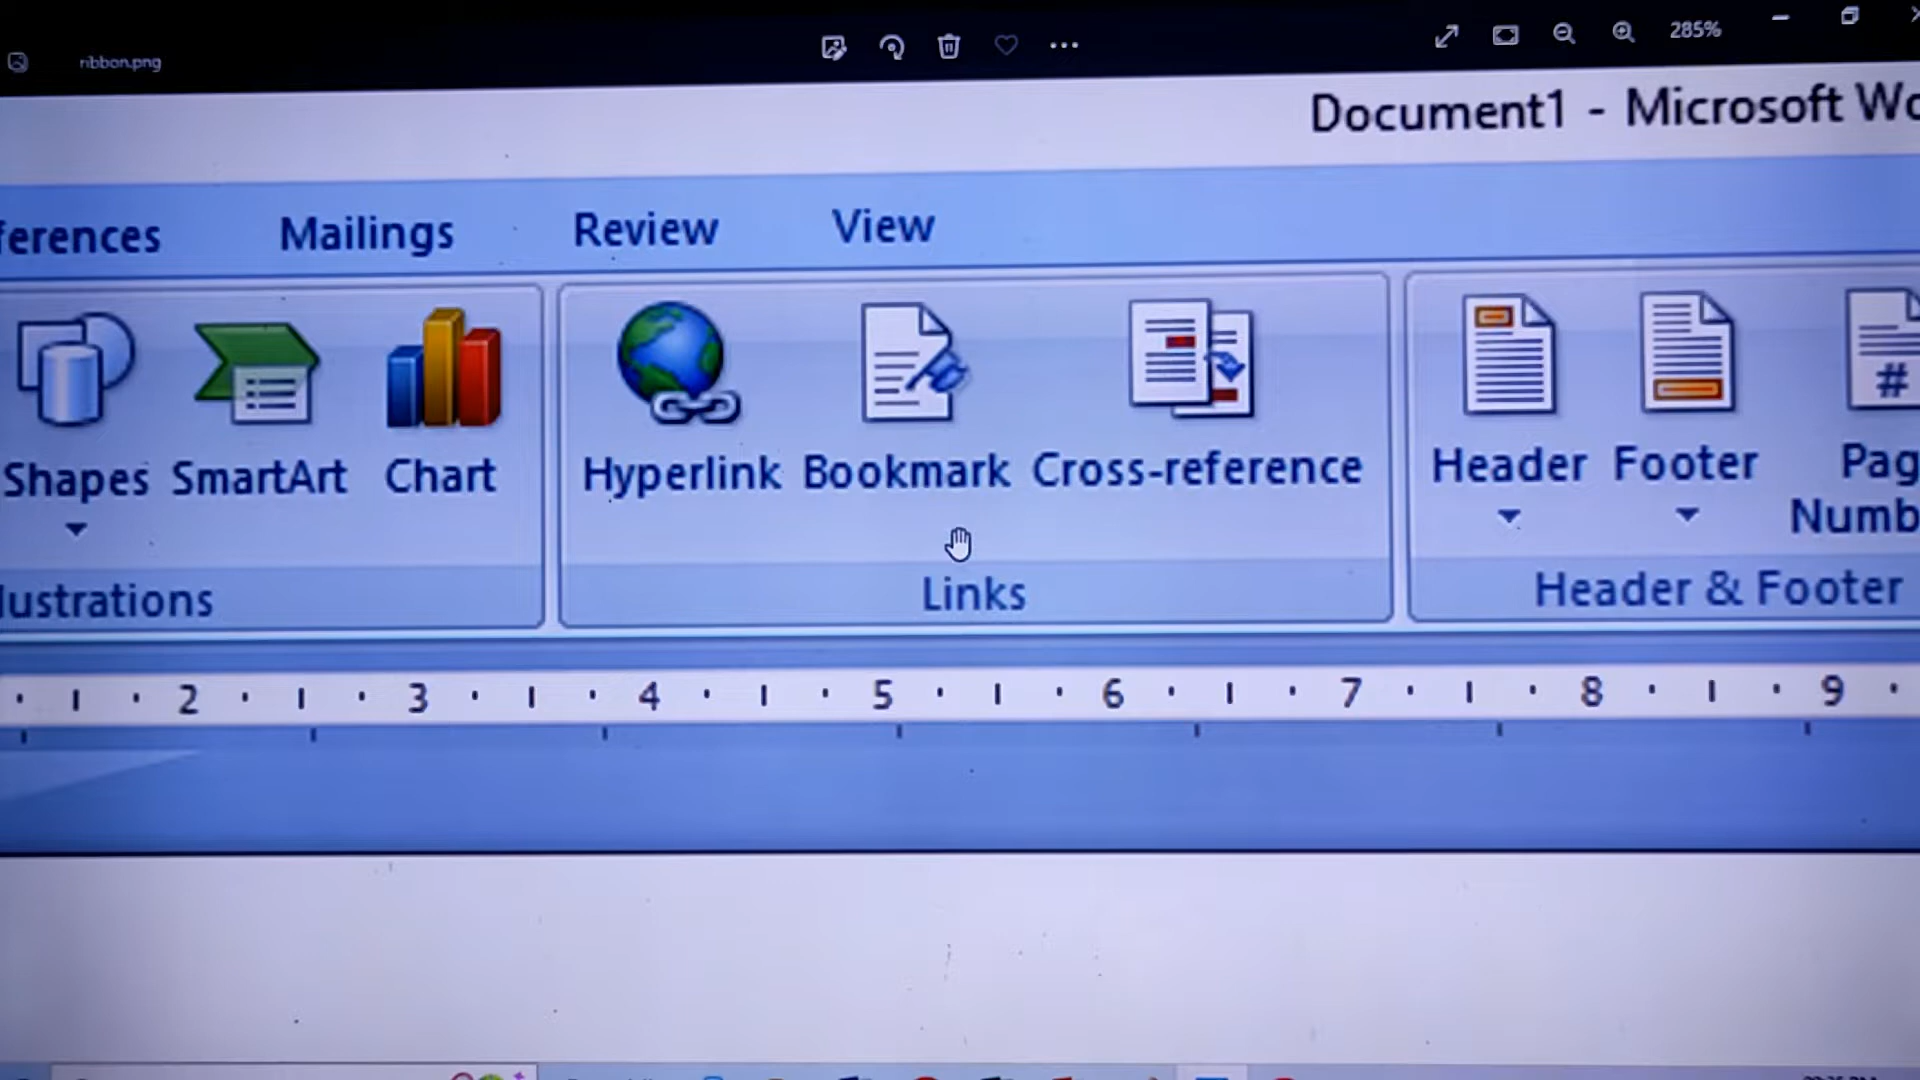 285%
ribbon.png
Document1 - Microsoft Wo
ferences Mailings Review View
Shapes SmartArt Chart Hyperlink Bookmark Cross-reference Header Footer Pag
Numb
lustrations Links Header & Footer
2 3 4 5 6 7 8 9